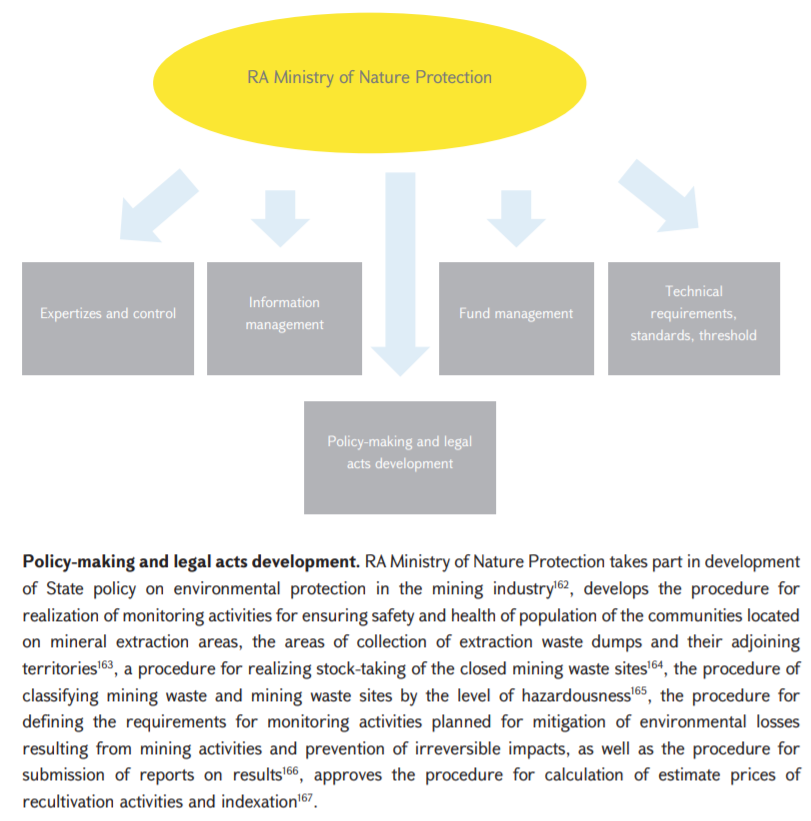 RA Ministry of Nature Protection
Expertizes and control
Information
management
Fund management
Technical
requirements,
standards, threshold
Policy-making and legal
acts development
Policy-making and legal acts development. RA Ministry of Nature Protection takes part in development
of State policy on environmental protection in the mining industry¹⁶², develops the procedure for
realization of monitoring activities for ensuring safety and health of population of the communities located
on mineral extraction areas, the areas of collection of extraction waste dumps and their adjoining
territories¹⁶³, a procedure for realizing stock-taking of the closed mining waste sites¹⁶⁴, the procedure of
classifying mining waste and mining waste sites by the level of hazardousness¹⁶⁵, the procedure for
defining the requirements for monitoring activities planned for mitigation of environmental losses
resulting from mining activities and prevention of irreversible impacts, as well as the procedure for
submission of reports on results¹⁶⁶, approves the procedure for calculation of estimate prices of
recultivation activities and indexation¹⁶⁷.